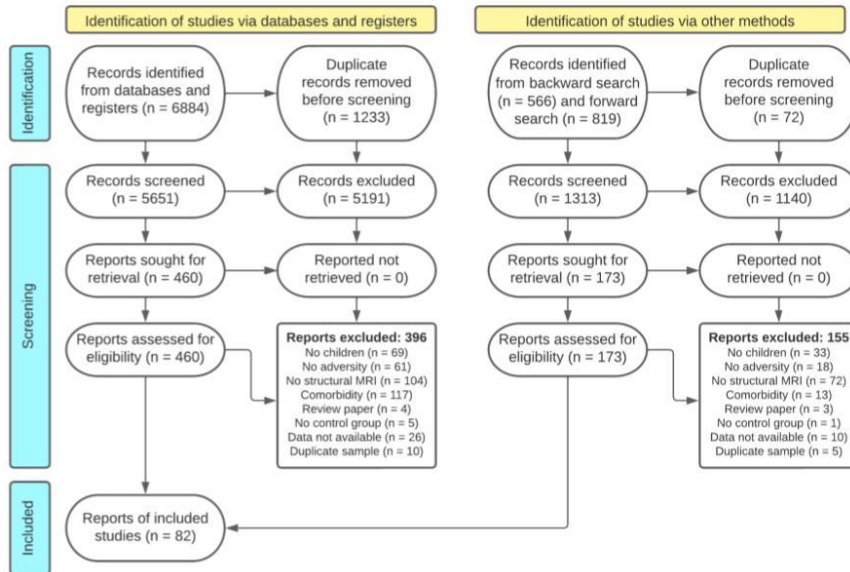 Identification of studies via databases and registers
Identification of studies via other methods
Identification
Records identified
from databases and
registers (n = 6884)
Duplicate
records removed
before screening
(n = 1233)
Records identified
from backward search
(n = 566) and forward
search (n = 819)
Duplicate
records removed
before screening
(n = 72)
Screening
Records screened
(n = 5651)
Records excluded
(n = 5191)
Records screened
(n = 1313)
Records excluded
(n = 1140)
Reports sought for
retrieval (n = 460)
Reported not
retrieved (n = 0)
Reports sought for
retrieval (n = 173)
Reported not
retrieved (n = 0)
Reports assessed for
eligibility (n = 460)
Reports excluded: 396
No children (n = 69)
No adversity (n = 61)
No structural MRI (n = 104)
Comorbidity (n = 117)
Review paper (n = 4)
No control group (n = 5)
Data not available (n = 26)
Duplicate sample (n = 10)
Reports assessed for
eligibility (n = 173)
Reports excluded: 155
No children (n = 33)
No adversity (n = 18)
No structural MRI (n = 72)
Comorbidity (n = 13)
Review paper (n = 3)
No control group (n = 1)
Data not available (n = 10)
Duplicate sample (n = 5)
Included
Reports of included
studies (n = 82)